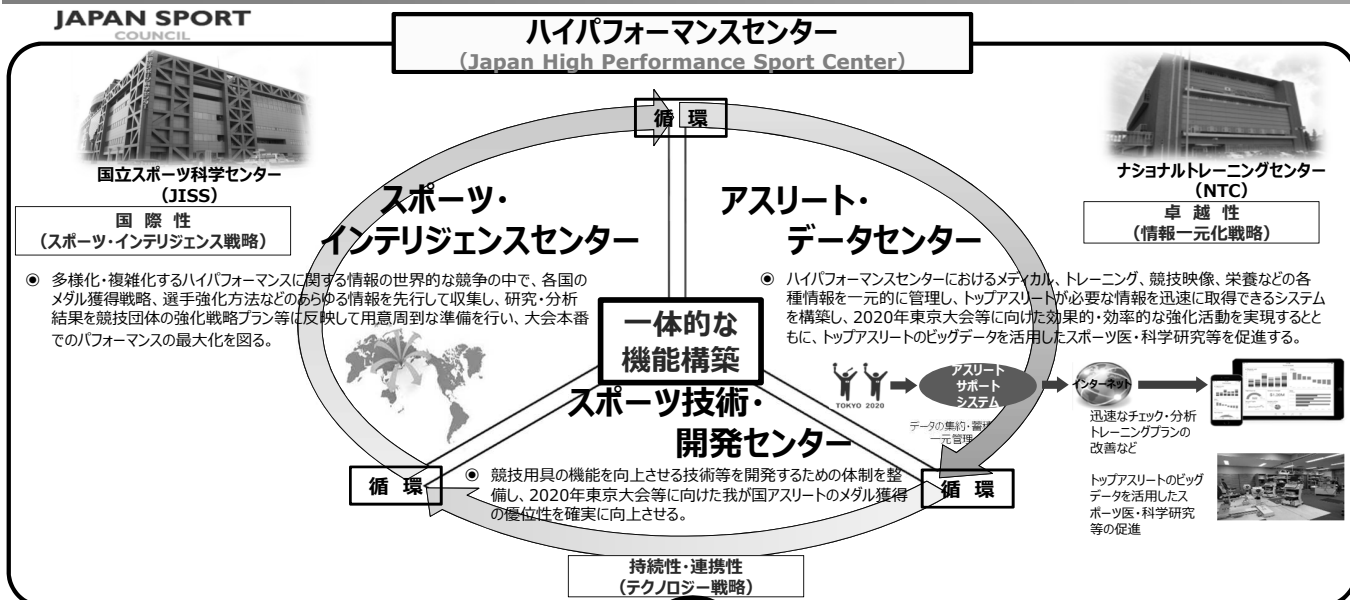 JAPAN SPORT
COUNCIL
ハイパフォーマンスセンター
（Japan High Performance Sport Center）
国立スポーツ科学センター
（JISS）
国 際 性
（スポーツ・インテリジェンス戦略）
ナショナルトレーニングセンター
（NTC）
卓 越 性
（情報一元化戦略）
循 環
スポーツ・
インテリジェンスセンター
◉ 多様化・複雑化するハイパフォーマンスに関する情報の世界的な競争の中で、各国の
メダル獲得戦略、選手強化方法などのあらゆる情報を先行して収集し、研究・分析
結果を競技団体の強化戦略プラン等に反映して用意周到な準備を行い、大会本番
でのパフォーマンスの最大化を図る。
アスリート・
データセンター
◉ ハイパフォーマンスセンターにおけるメディカル、トレーニング、競技映像、栄養などの各
種情報を一元的に管理し、トップアスリートが必要な情報を迅速に取得できるシステム
を構築し、2020年東京大会等に向けた効果的・効率的な強化活動を実現するとと
もに、トップアスリートのビッグデータを活用したスポーツ医・科学研究等を促進する。
一体的な
機能構築
TOKYO 2020
アスリート
サポート
システム
データの集約・蓄
一元管理
インターネット
迅速なチェック・分析
トレーニングプランの
改善など
トップアスリートのビッグ
データを活用したス
ポーツ医・科学研究
等の促進
スポーツ技術・
開発センター
◉ 競技用具の機能を向上させる技術等を開発するための体制を整
備し、2020年東京大会等に向けた我が国アスリートのメダル獲得
の優位性を確実に向上させる。
循 環
循 環
持続性・連携性
（テクノロジー戦略）